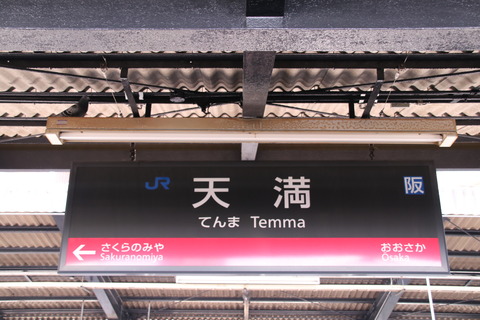 JR 天満 阪
てんま Temma
← さくらのみや おおさか
Sakuranomiya Osaka